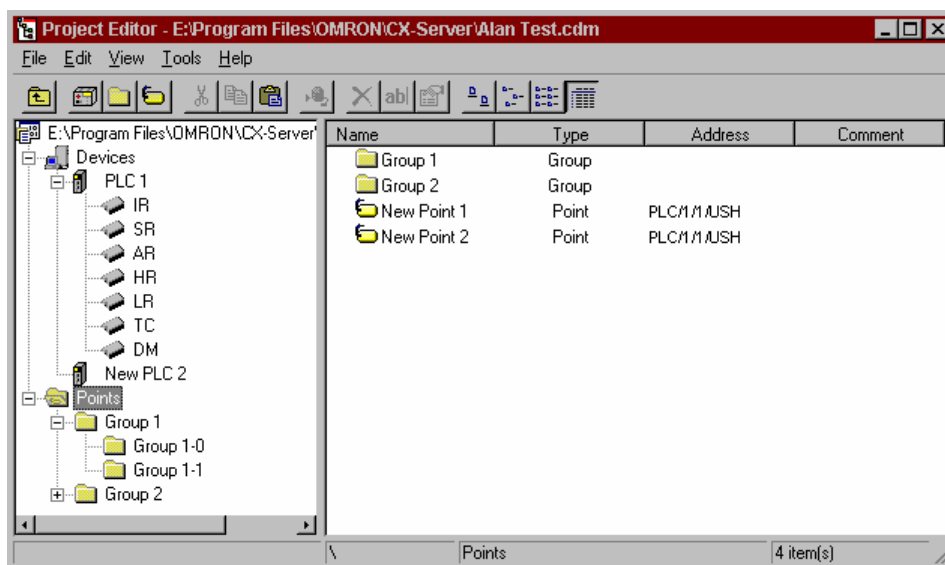 Project Editor - E:\Program Files\OMRON\CX-Server\Alan Test.cdm
File Edit View Tools Help
ab
E:\Program Files\OMRON\CX-Server\
Devices
PLC 1
IR
SR
AR
HR
LR
TC
DM
New PLC 2
Points
Group 1
Group 1-0
Group 1-1
Group 2
Name Type Address Comment
Group 1 Group
Group 2 Group
New Point 1 Point PLC/1/1/USH
New Point 2 Point PLC/1/1/USH
\ Points 4 item(s)